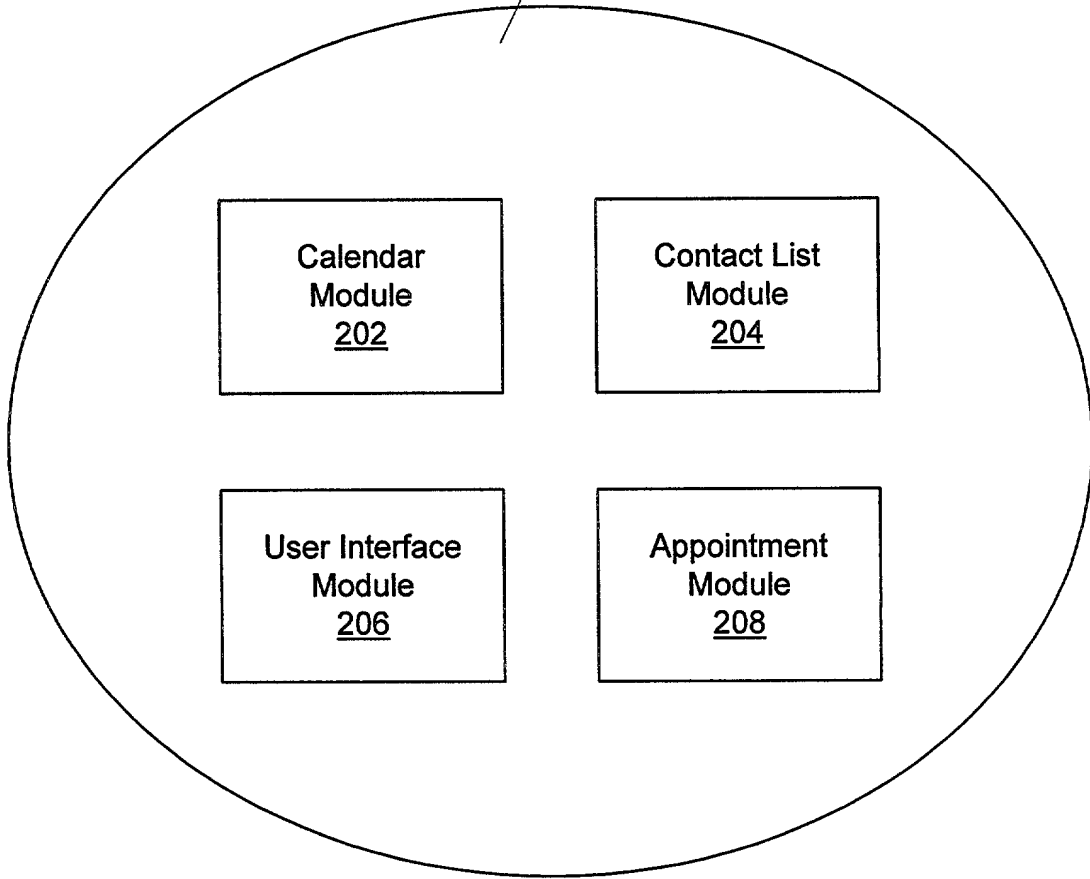 Calendar
Module
202
Contact List
Module
204
User Interface
Module
206
Appointment
Module
208